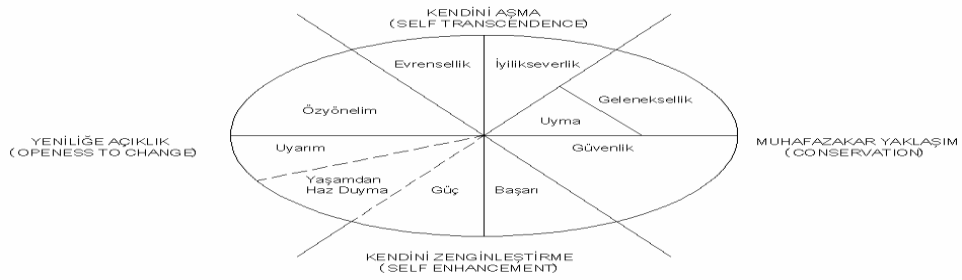 KENDİNİ AŞMA
(SELF TRANSCENDENCE)
Evrensellik
İyilikseverlik
Geleneksellik
Özyönelim
Uyma
YENİLİĞE AÇIKLIK
(OPENESS TO CHANGE)
Uyarım
Güvenlik
MUHAFAZAKAR YAKLAŞIM
(CONSERVATION)
Yaşamdan
Haz Duyma
Güç
Başarı
KENDİNİ ZENGİNLEŞTİRME
(SELF ENHANCEMENT)